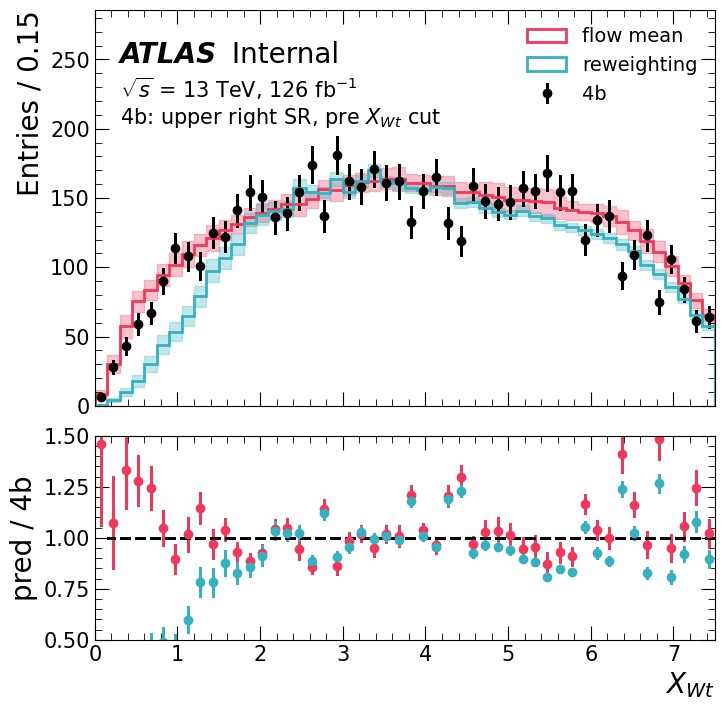 Entries / 0.15
250
200
150
100
50
0
ATLAS Internal
√s = 13 TeV, 126 fb⁻¹
4b: upper right SR, pre X_Wt cut
flow mean
reweighting
4b
pred / 4b
1.50
1.25
1.00
0.75
0.50
0 1 2 3 4 5 6 7
X_Wt